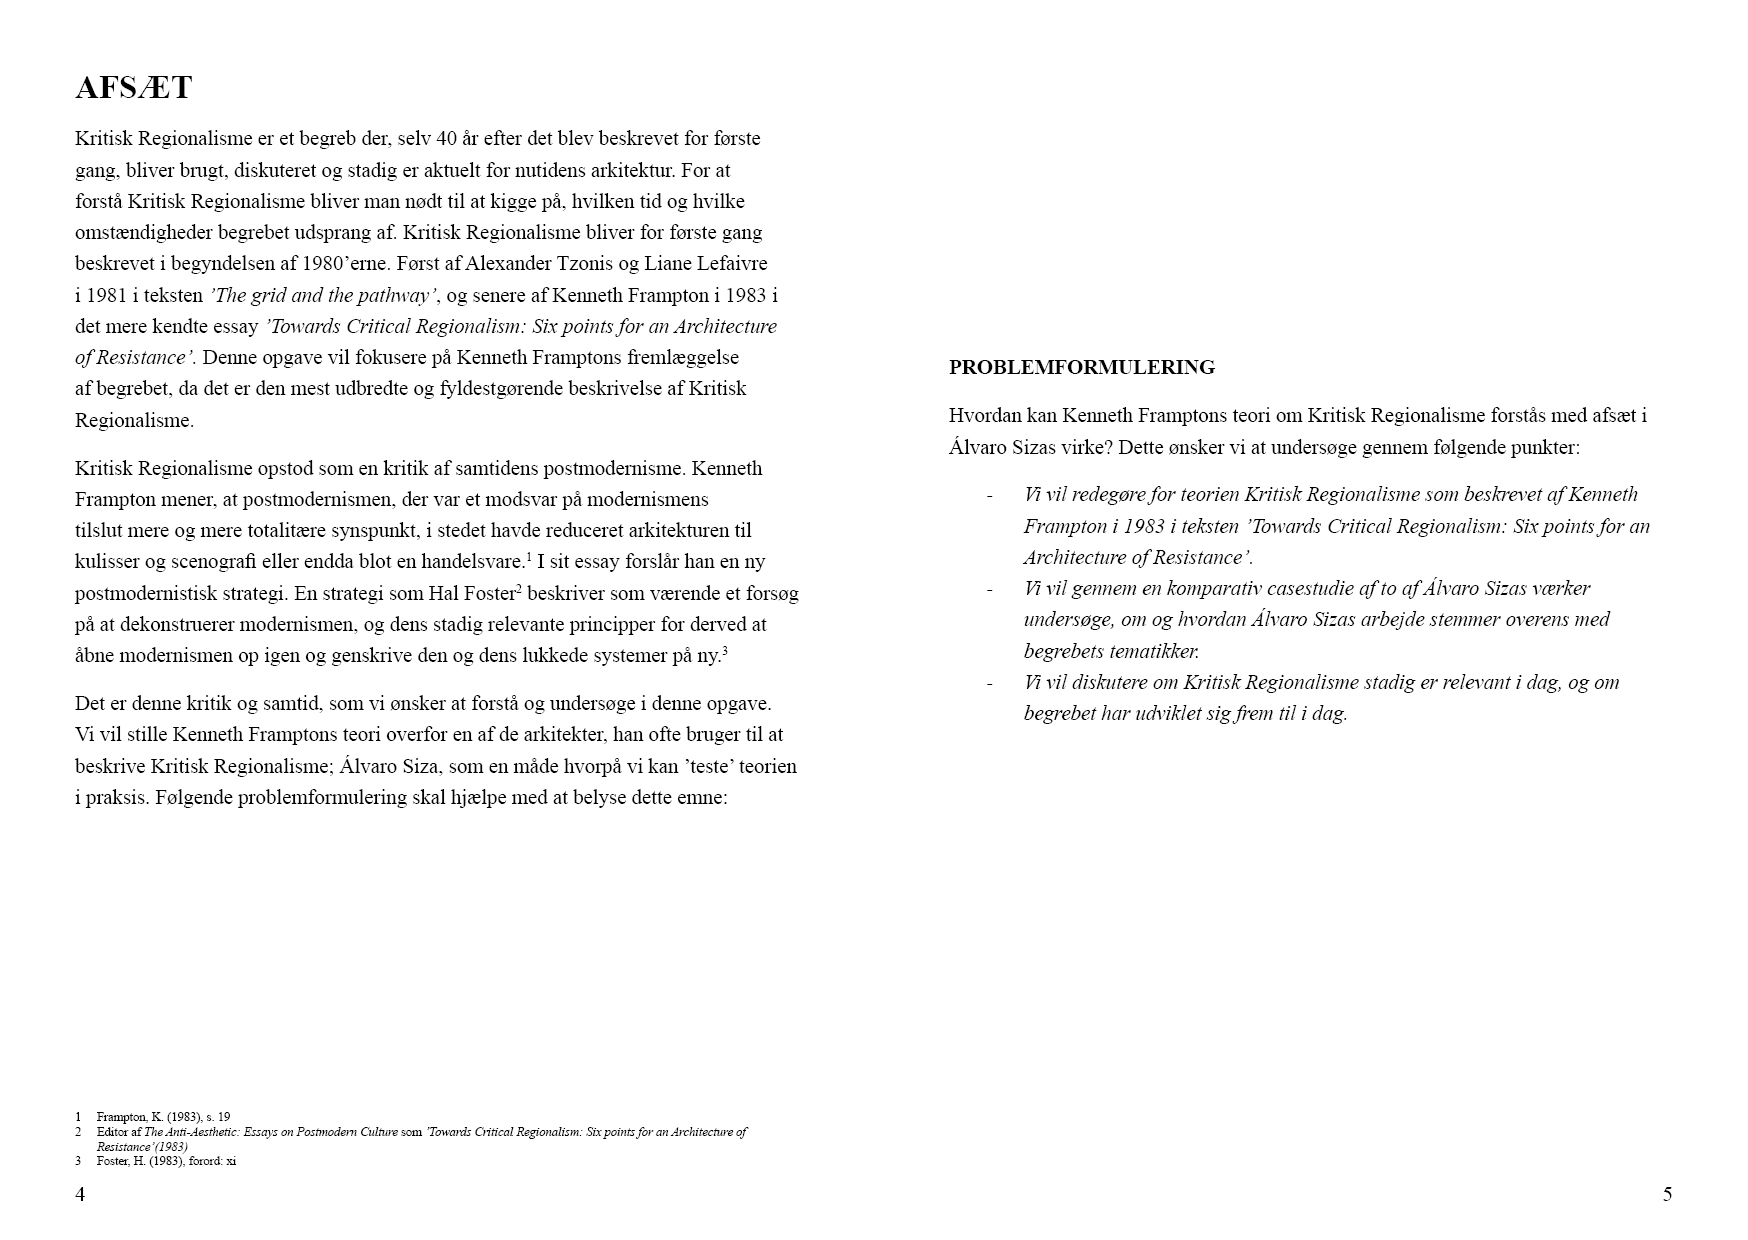 AFSÆT
Kritisk Regionalisme er et begreb der, selv 40 år efter det blev beskrevet for første
gang, bliver brugt, diskuteret og stadig er aktuelt for nutidens arkitektur. For at
forstå Kritisk Regionalisme bliver man nødt til at kigge på, hvilken tid og hvilke
omstændigheder begrebet udsprang af. Kritisk Regionalisme bliver for første gang
beskrevet i begyndelsen af 1980’erne. Først af Alexander Tzonis og Liane Lefaivre
i 1981 i teksten ’The grid and the pathway’, og senere af Kenneth Frampton i 1983 i
det mere kendte essay ’Towards Critical Regionalism: Six points for an Architecture
of Resistance’. Denne opgave vil fokusere på Kenneth Framptons fremlæggelse
af begrebet, da det er den mest udbredte og fyldestgørende beskrivelse af Kritisk
Regionalisme.
Kritisk Regionalisme opstod som en kritik af samtidens postmodernisme. Kenneth
Frampton mener, at postmodernismen, der var et modsvar på modernismens
tilslut mere og mere totalitære synspunkt, i stedet havde reduceret arkitekturen til
kulisser og scenografi eller endda blot en handelsvare.1 I sit essay forslår han en ny
postmodernistisk strategi. En strategi som Hal Foster2 beskriver som værende et forsøg
på at dekonstruerer modernismen, og dens stadig relevante principper for derved at
åbne modernismen op igen og genskrive den og dens lukkede systemer på ny.3
Det er denne kritik og samtid, som vi ønsker at forstå og undersøge i denne opgave.
Vi vil stille Kenneth Framptons teori overfor en af de arkitekter, han ofte bruger til at
beskrive Kritisk Regionalisme; Álvaro Siza, som en måde hvorpå vi kan ’teste’ teorien
i praksis. Følgende problemformulering skal hjælpe med at belyse dette emne:
1 Frampton, K. (1983), s. 19
2 Editor af The Anti-Aesthetic: Essays on Postmodern Culture som ’Towards Critical Regionalism: Six points for an Architecture of
Resistance’(1983)
3 Foster, H. (1983), forord: xi
4
PROBLEMFORMULERING
Hvordan kan Kenneth Framptons teori om Kritisk Regionalisme forstås med afsæt i
Álvaro Sizas virke? Dette ønsker vi at undersøge gennem følgende punkter:
- Vi vil redegøre for teorien Kritisk Regionalisme som beskrevet af Kenneth
Frampton i 1983 i teksten ’Towards Critical Regionalism: Six points for an
Architecture of Resistance’.
- Vi vil gennem en komparativ casestudie af to af Álvaro Sizas værker
undersøge, om og hvordan Álvaro Sizas arbejde stemmer overens med
begrebets tematikker.
- Vi vil diskutere om Kritisk Regionalisme stadig er relevant i dag, og om
begrebet har udviklet sig frem til i dag.
5